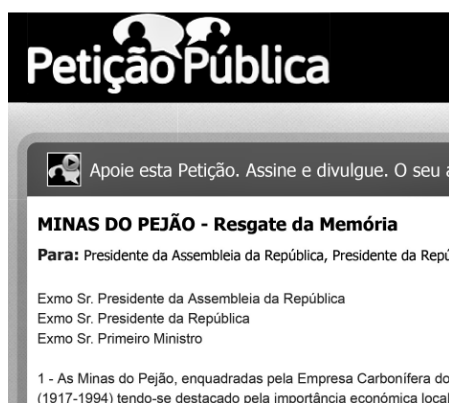 Petição Pública
Apoie esta Petição. Assine e divulgue. O seu
MINAS DO PEJÃO - Resgate da Memória
Para: Presidente da Assembleia da República, Presidente da
Exmo Sr. Presidente da Assembleia da República
Exmo Sr. Presidente da República
Exmo Sr. Primeiro Ministro
1 - As Minas do Pejão, enquadradas pela Empresa Carbonífera do
(1917-1994) tendo-se destacado pela importância económica local